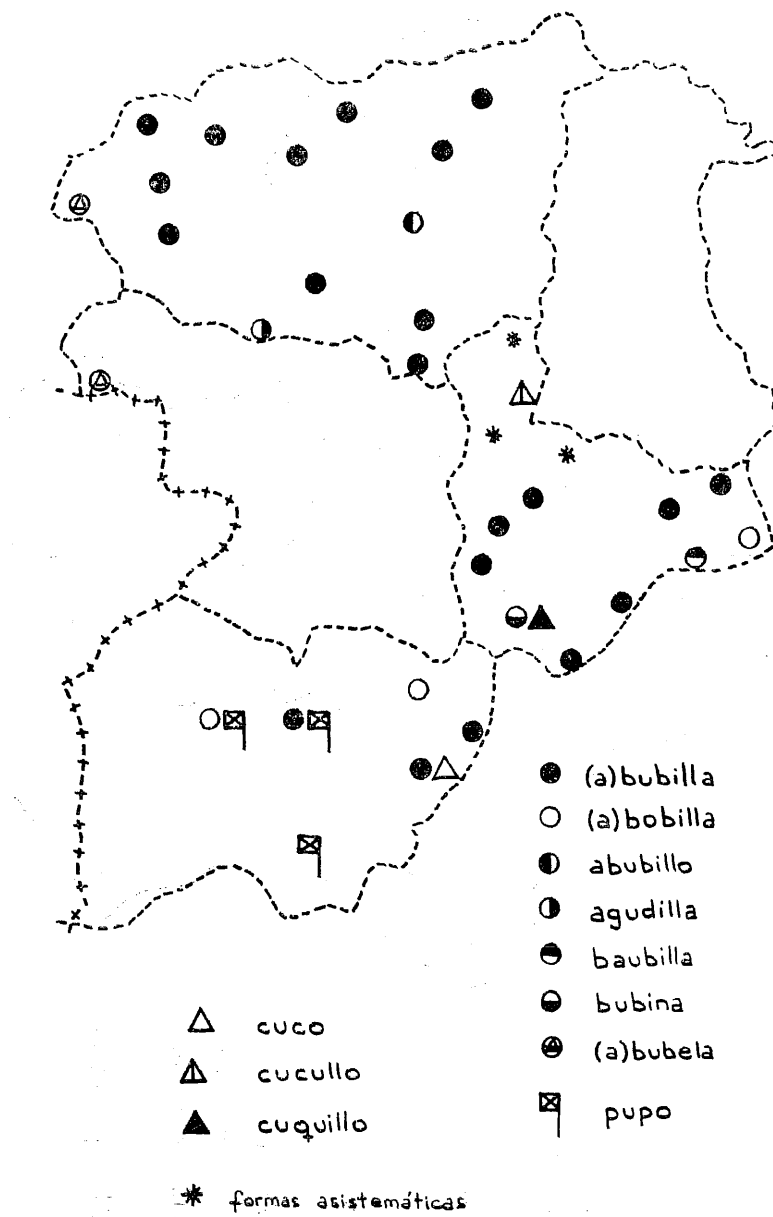 (a)bubilla
(a)bobilla
abubillo
agudilla
baubilla
bubina
(a)bubela
pupo
cuco
cucullo
cuquillo
formas asistemáticas